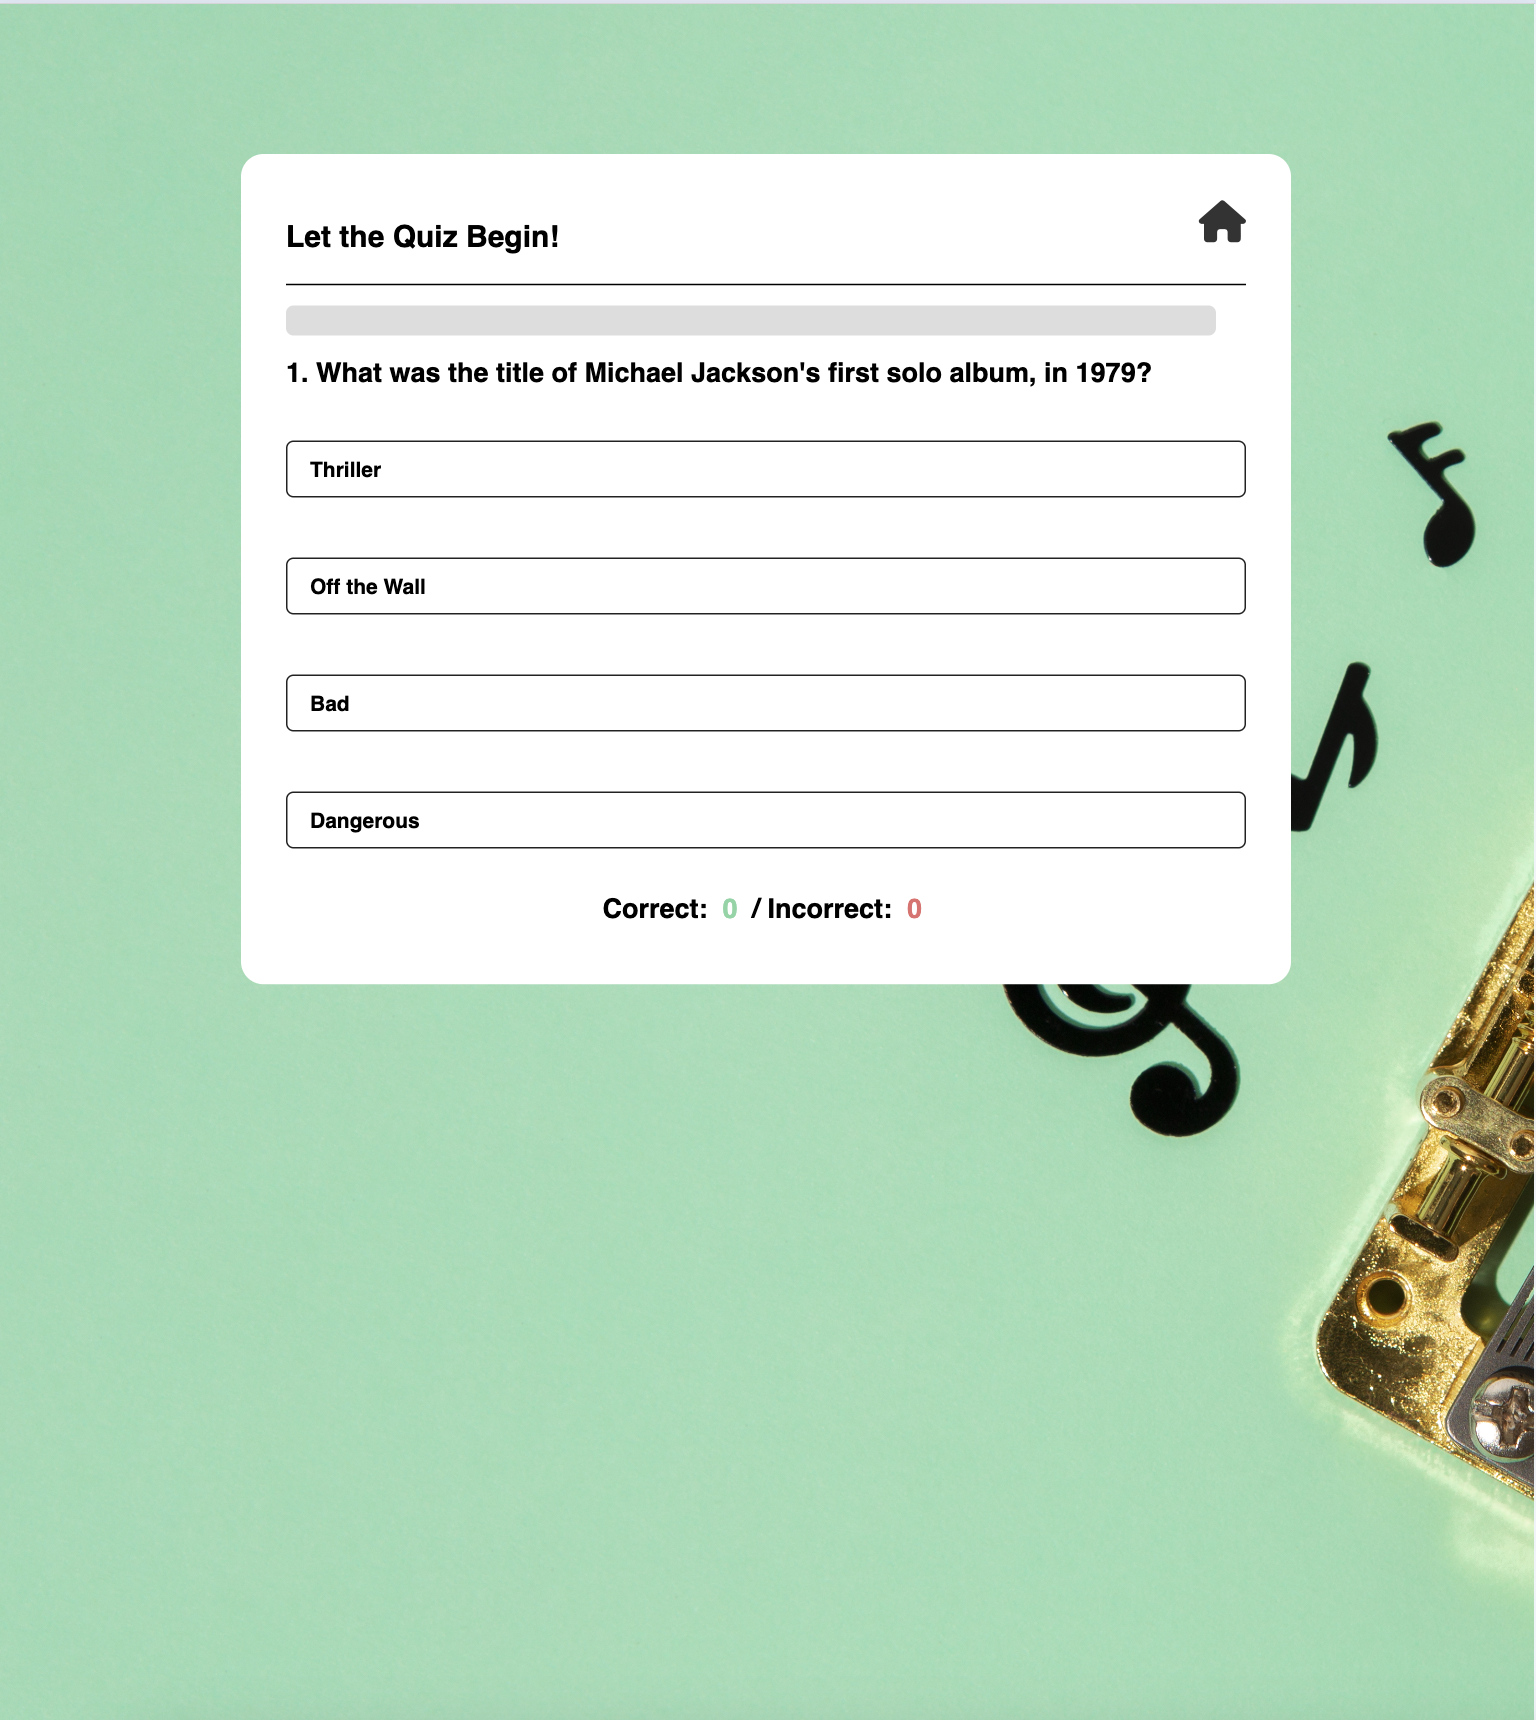 Let the Quiz Begin!
1. What was the title of Michael Jackson's first solo album, in 1979?
Thriller
Off the Wall
Bad
Dangerous
Correct: 0 / Incorrect: 0